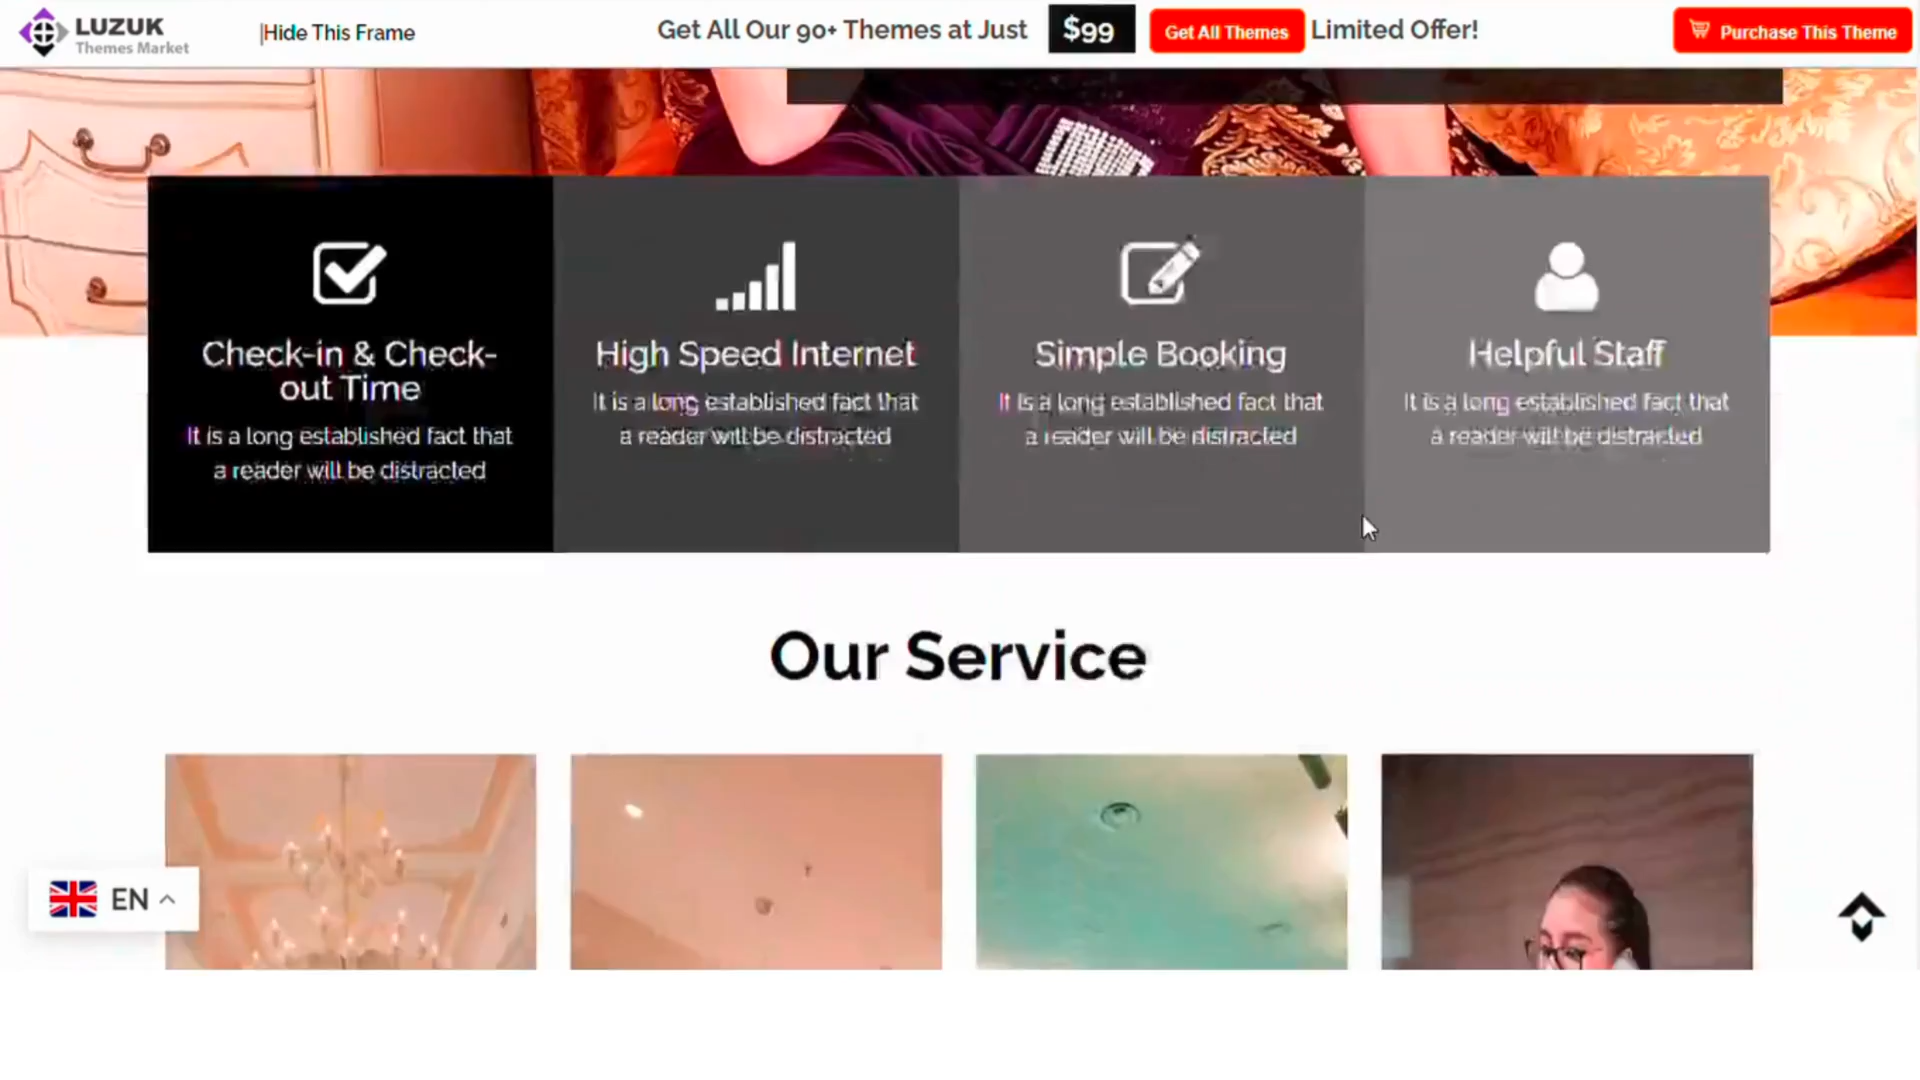 LUZUK
Themes Market
Hide This Frame
Get All Our 90+ Themes at Just
$99
Get All Themes
Limited Offer!
Purchase This Theme
Check-in & Check-
out Time
It is a long established fact that
a reader will be distracted
High Speed Internet
It is a long established fact that
a reader will be distracted
Simple Booking
It is a long established fact that
a reader will be distracted
Helpful Staff
It is a long established fact that
a reader will be distracted
Our Service
EN